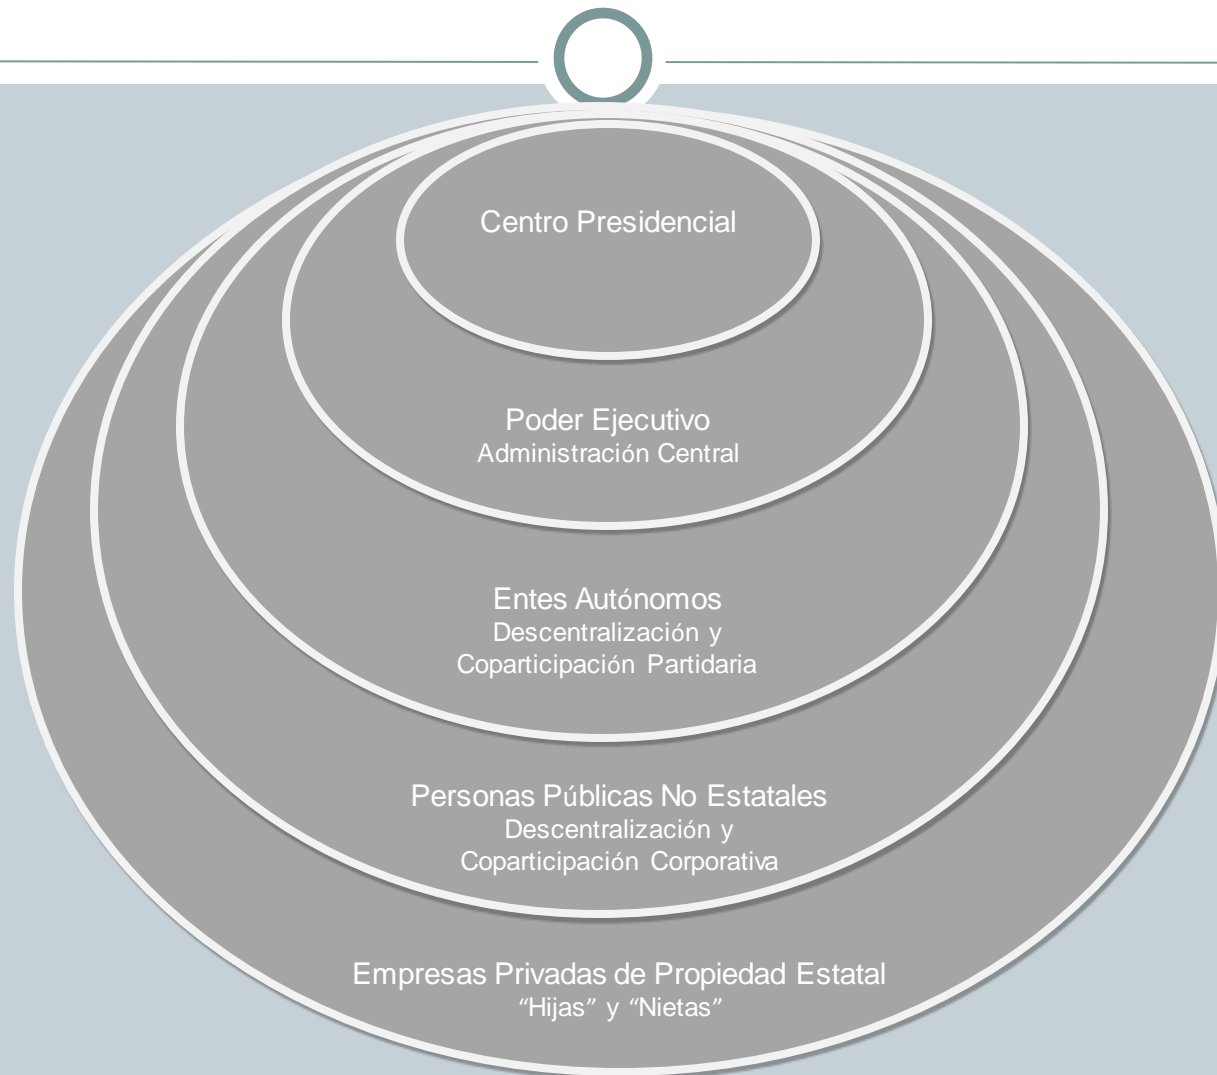 Centro Presidencial
Poder Ejecutivo
Administración Central
Entes Autónomos
Descentralización y
Coparticipación Partidaria
Personas Públicas No Estatales
Descentralización y
Coparticipación Corporativa
Empresas Privadas de Propiedad Estatal
“Hijas” y “Nietas”